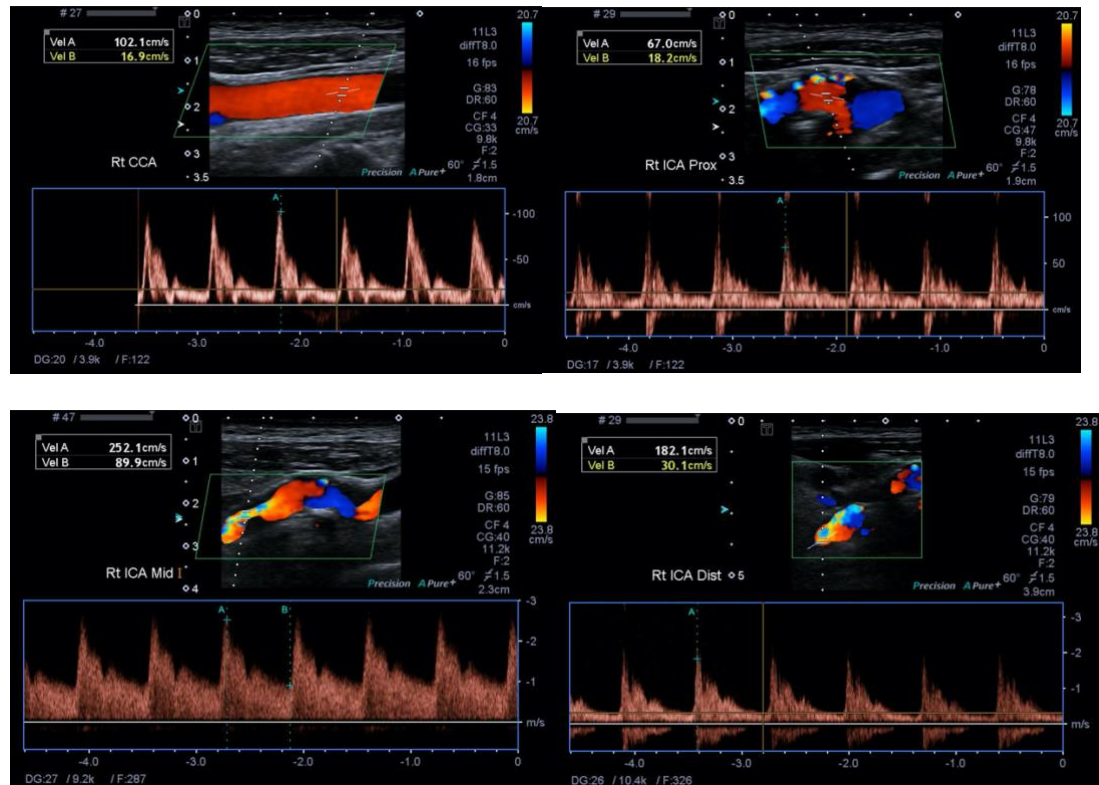 # 27
0
Vel A 102.1cm/s
Vel B 16.9cm/s
1
2
3
3.5
20.7
20.7
cm/s
11L3
diffT8.0
16 fps
G:83
DR:60
CF 4
CG:33
9.8k
F:2
60° 1.5
1.8cm
Rt CCA
Precision APure+
A
-100
-50
cm/s
-4.0 -3.0 -2.0 -1.0 0
DG:20 / 3.9k / F:122
# 29
0
Vel A 67.0cm/s
Vel B 18.2cm/s
1
2
3
3.5
20.7
20.7
cm/s
11L3
diffT8.0
16 fps
G:78
DR:60
CF 4
CG:47
9.8k
F:2
60° 1.5
1.9cm
Rt ICA Prox
Precision APure+
A
100
50
cm/s
-4.0 -3.0 -2.0 -1.0 0
DG:17 / 3.9k / F:122
# 47
0
Vel A 252.1cm/s
Vel B 89.9cm/s
1
2
3
4
23.8
23.8
cm/s
11L3
diffT8.0
15 fps
G:85
DR:60
CF 4
CG:40
11.2k
F:2
60° 1.5
2.3cm
Rt ICA Mid I
Precision APure+
A B
-3
-2
-1
m/s
-4.0 -3.0 -2.0 -1.0 0
DG:27 / 9.2k / F:287
# 29
0
Vel A 182.1cm/s
Vel B 30.1cm/s
5
23.8
23.8
cm/s
11L3
diffT8.0
15 fps
G:79
DR:60
CF 4
CG:40
11.2k
F:2
60° 1.5
3.9cm
Rt ICA Dist
Precision APure+
A
-3
-2
-1
m/s
-4.0 -3.0 -2.0 -1.0 0
DG:26 / 10.4k / F:326